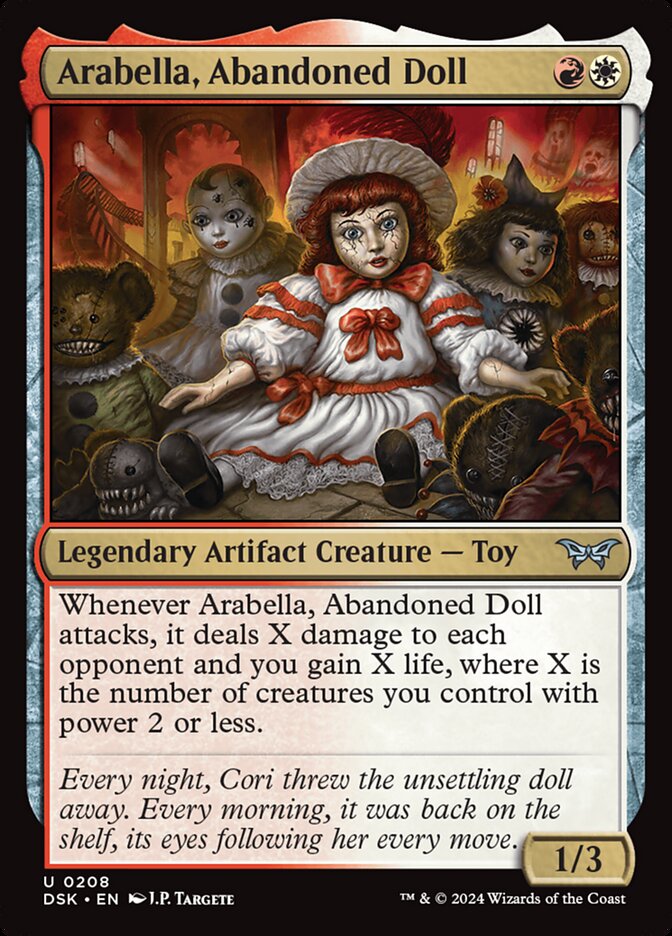 Arabella, Abandoned Doll
Legendary Artifact Creature — Toy
Whenever Arabella, Abandoned Doll
attacks, it deals X damage to each
opponent and you gain X life, where X is
the number of creatures you control with
power 2 or less.
Every night, Cori threw the unsettling doll
away. Every morning, it was back on the
shelf, its eyes following her every move.
1/3
U 0208
DSK • EN J.P. Targete
™ & © 2024 Wizards of the Coast